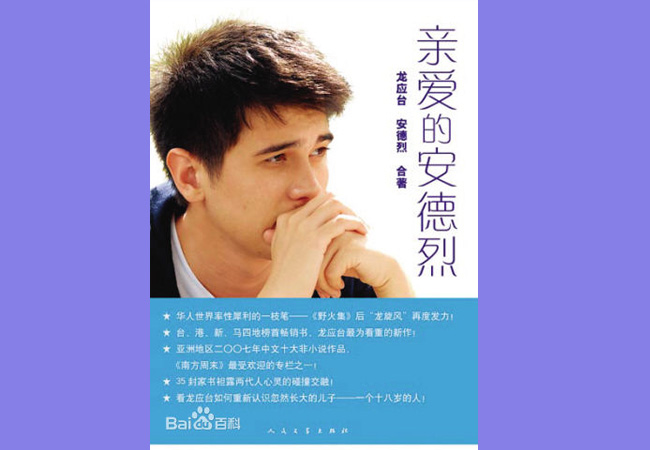 亲爱的安德烈
龙应台 安德烈 合著
★ 华人世界率性犀利的一枝笔——《野火集》后“龙旋风”再度发力！
★ 台、港、新、马四地榜首畅销书，龙应台最为看重的新作！
★ 亚洲地区二〇〇七年中文十大非小说作品，
《南方周末》最受欢迎的专栏之一！
★ 35封家书袒露两代人心灵的碰撞交融！
★ 看龙应台如何重新认识忽然长大的儿子——一个十八岁的人！
Bai du 百科
人民文学出版社